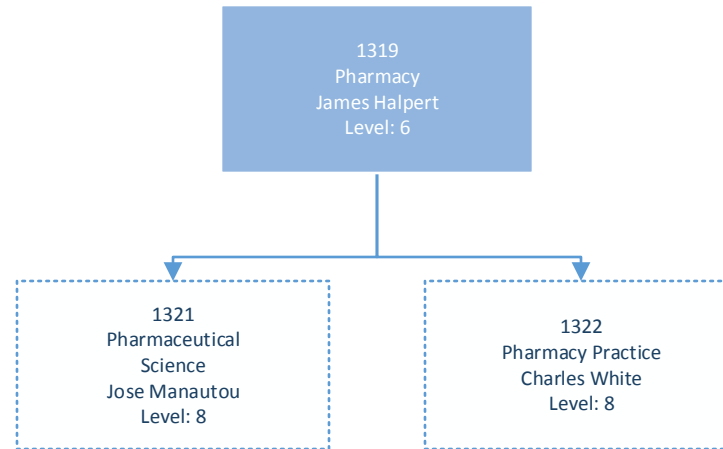 1319
Pharmacy
James Halpert
Level: 6
1321
Pharmaceutical
Science
Jose Manautou
Level: 8
1322
Pharmacy Practice
Charles White
Level: 8